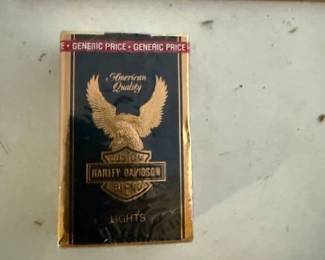 • GENERIC PRICE • GENERIC PRICE
American
Quality
HARLEY-DAVIDSON
LIGHTS